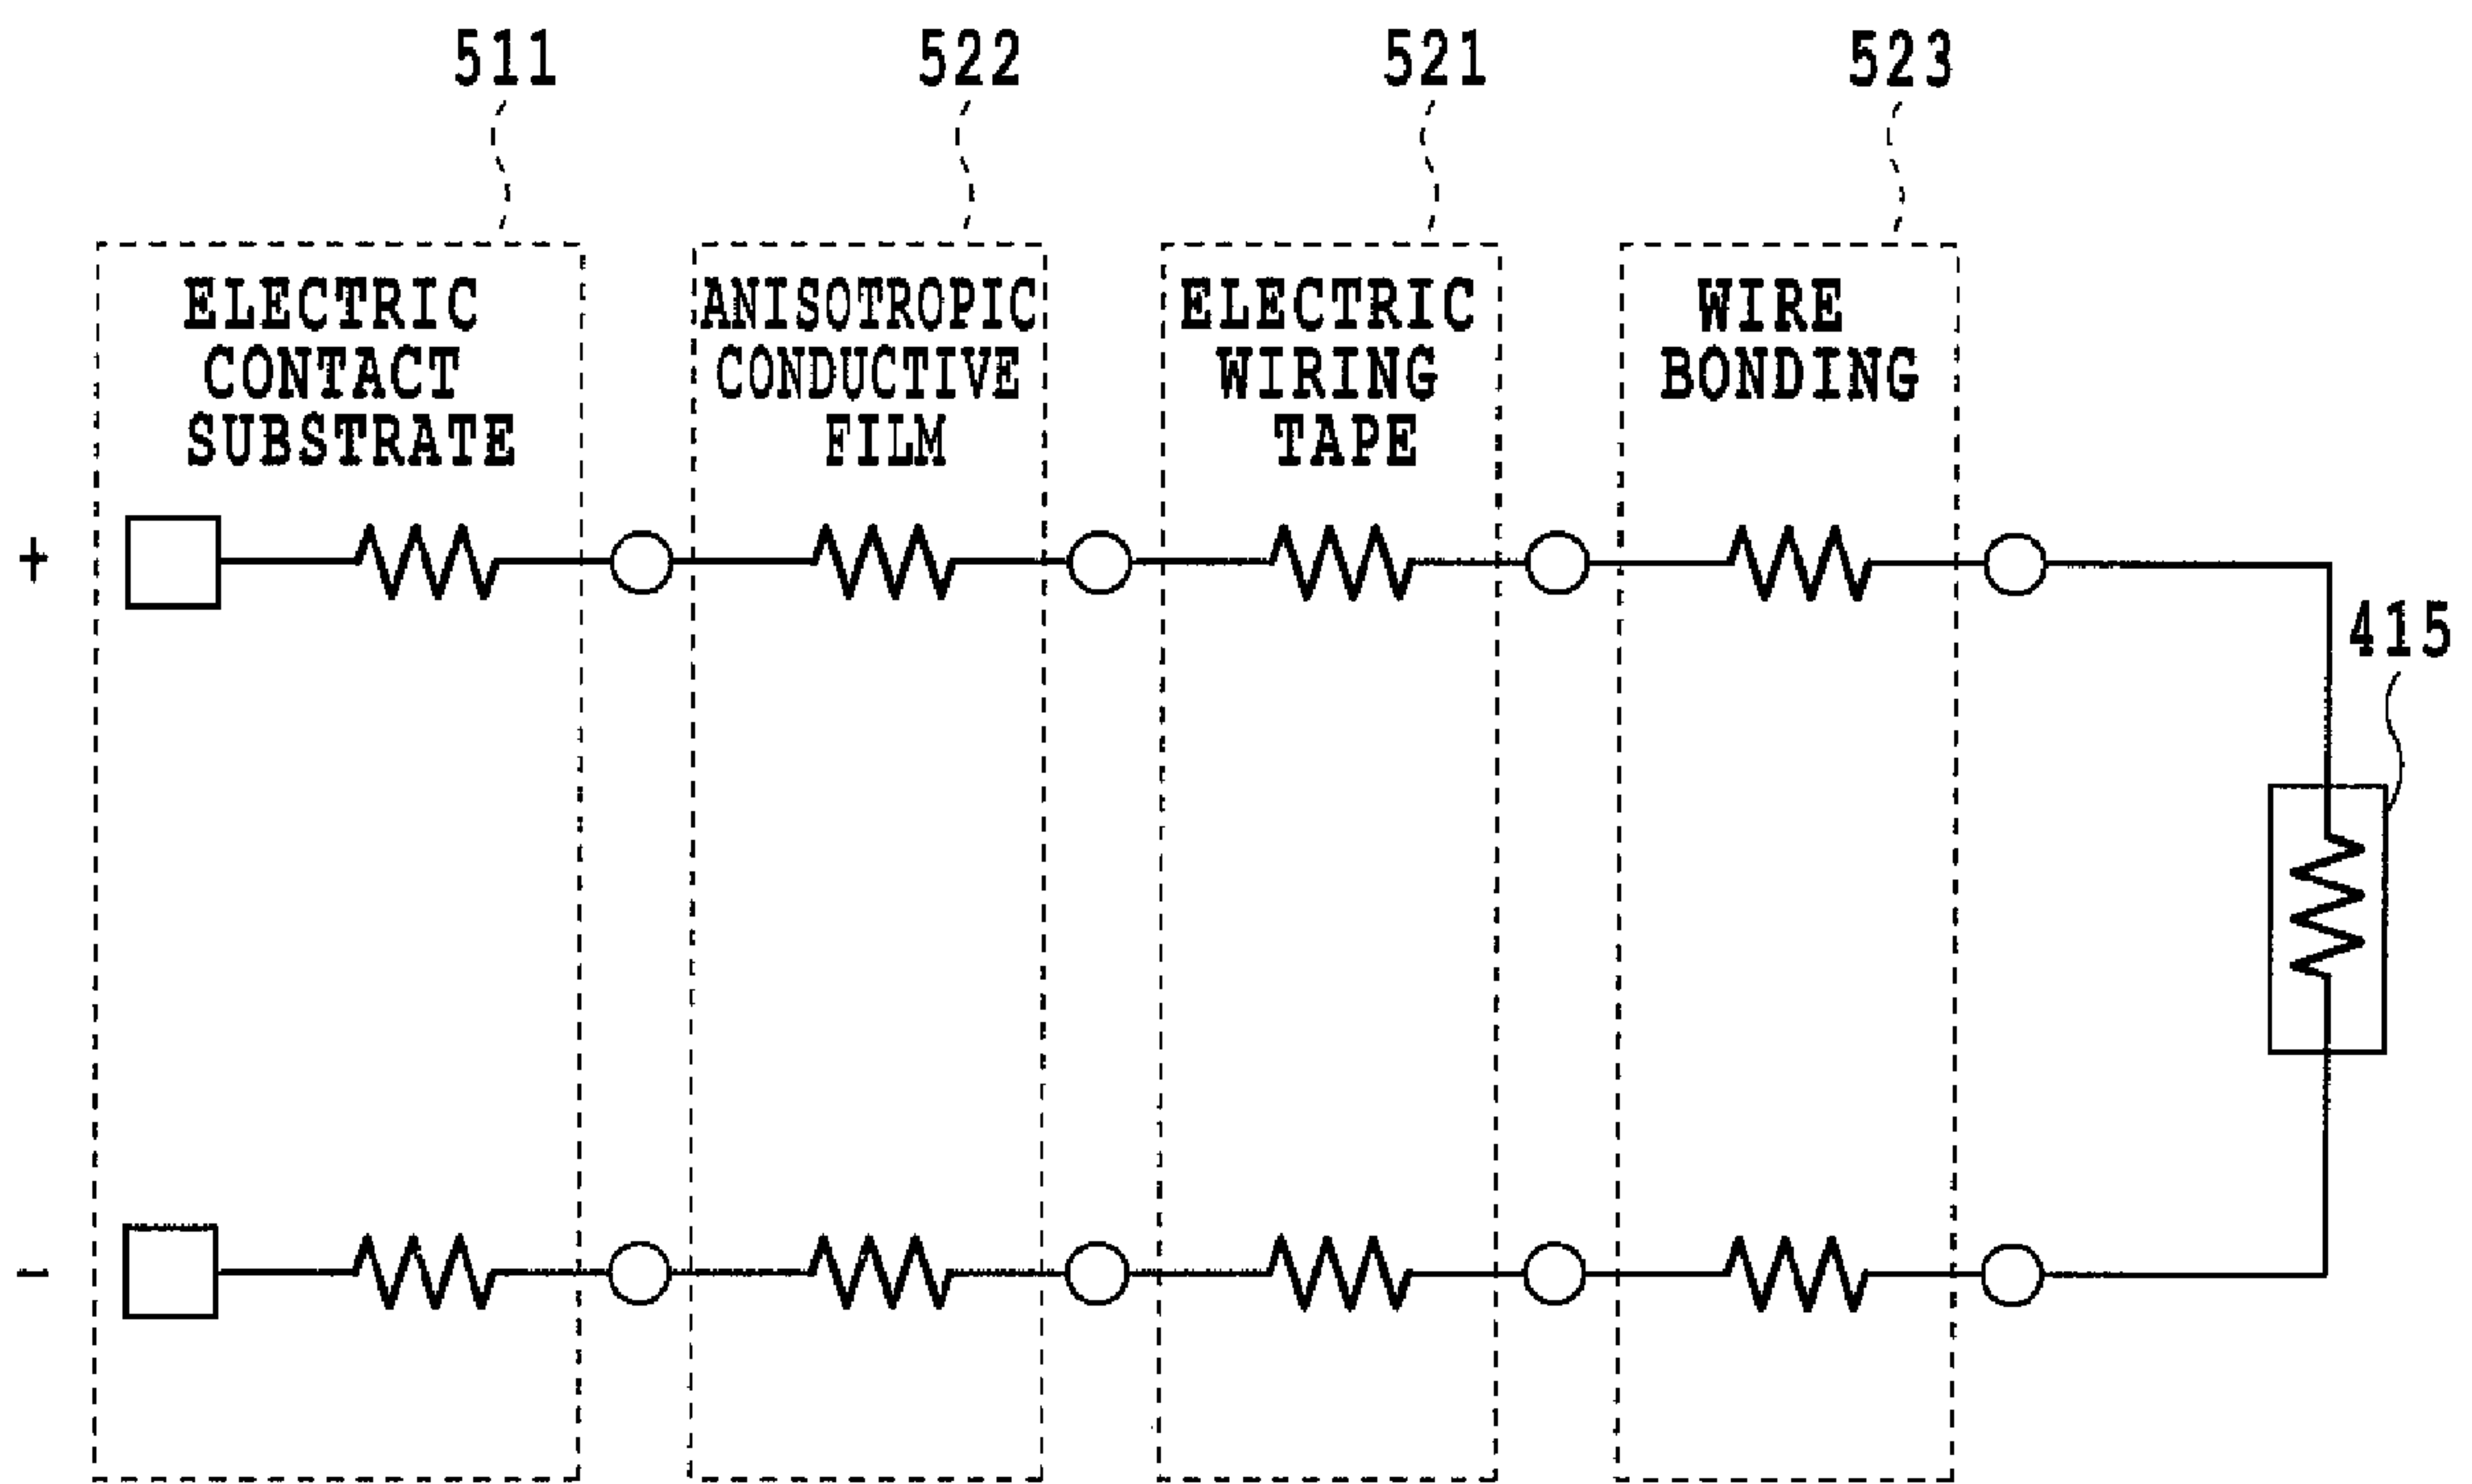 511
522
521
523
ELECTRIC
CONTACT
SUBSTRATE
ANISOTROPIC
CONDUCTIVE
FILM
ELECTRIC
WIRING
TAPE
WIRE
BONDING
+
415
-